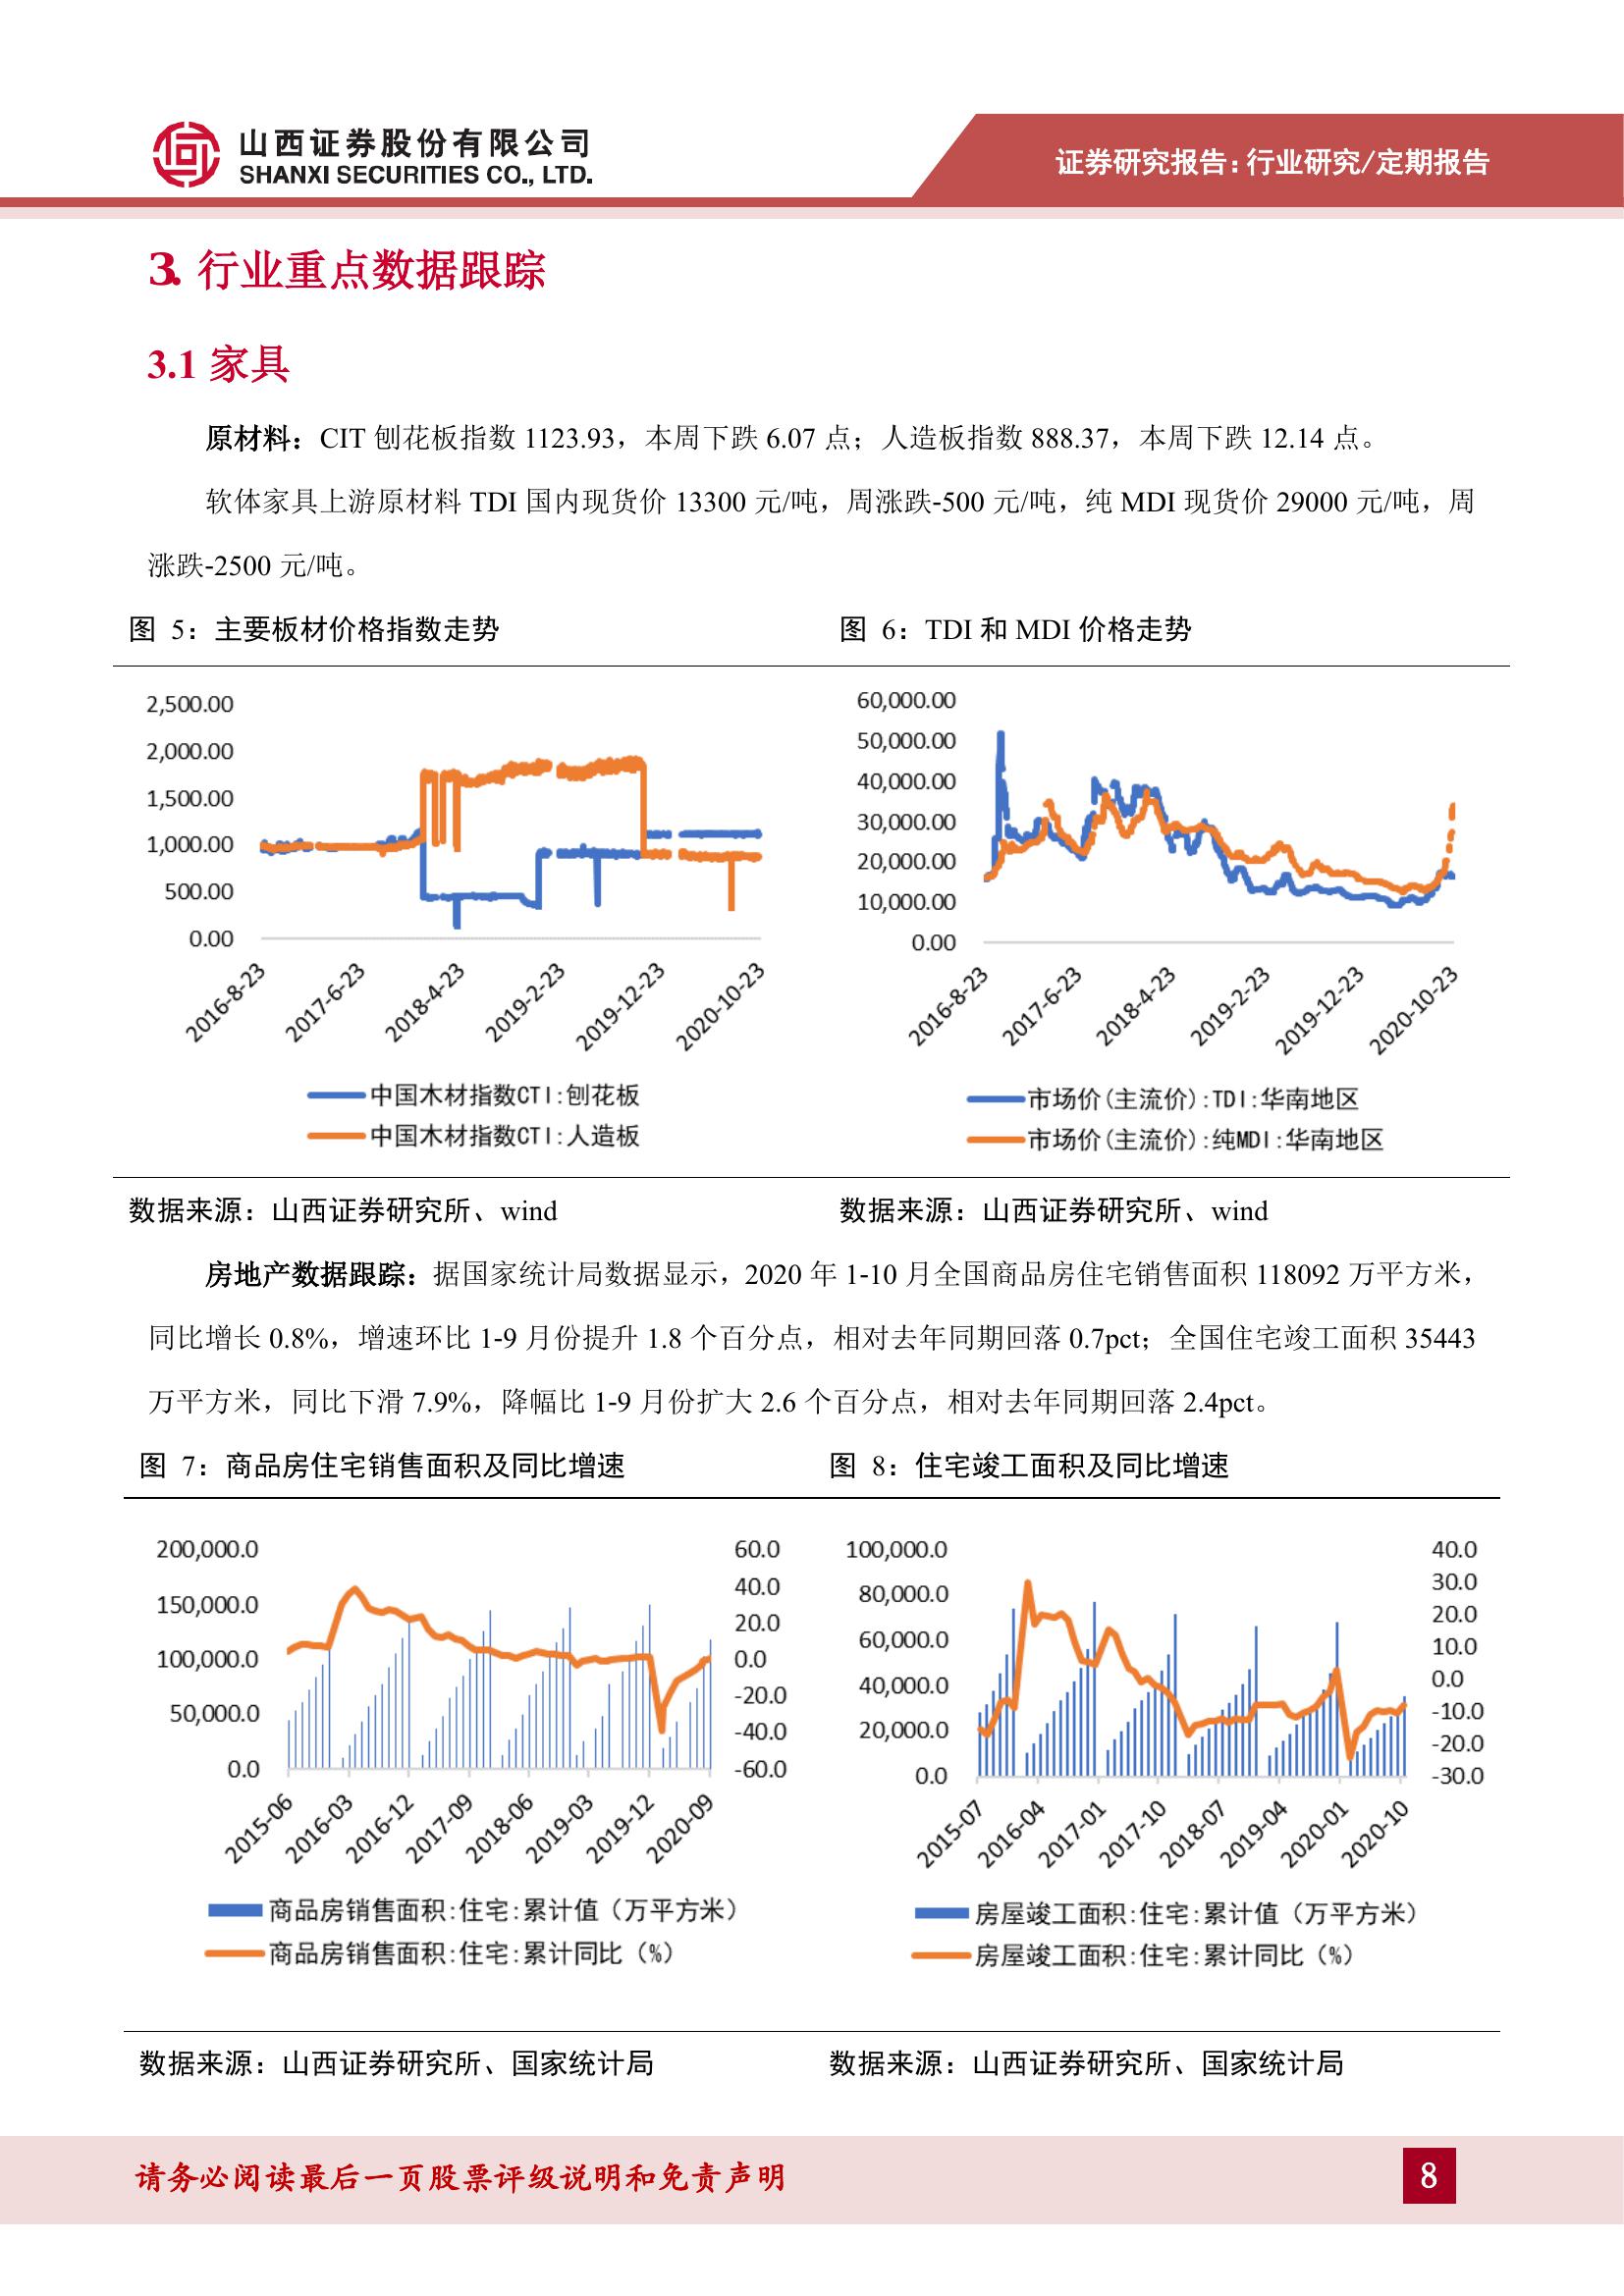 山西证券股份有限公司
SHANXI SECURITIES CO., LTD.
证券研究报告:行业研究/定期报告
3. 行业重点数据跟踪
3.1 家具
原材料：CIT 刨花板指数 1123.93，本周下跌 6.07 点；人造板指数 888.37，本周下跌 12.14 点。
软体家具上游原材料 TDI 国内现货价 13300 元/吨，周涨跌-500 元/吨，纯 MDI 现货价 29000 元/吨，周
涨跌-2500 元/吨。
图 5：主要板材价格指数走势
2,500.00
2,000.00
1,500.00
1,000.00
500.00
0.00
2016-8-23
2017-6-23
2018-4-23
2019-2-23
2019-12-23
2020-10-23
中国木材指数CTI:刨花板
中国木材指数CTI:人造板
数据来源：山西证券研究所、wind
图 6：TDI 和 MDI 价格走势
60,000.00
50,000.00
40,000.00
30,000.00
20,000.00
10,000.00
0.00
2016-8-23
2017-6-23
2018-4-23
2019-2-23
2019-12-23
2020-10-23
市场价(主流价):TDI:华南地区
市场价(主流价):纯MDI:华南地区
数据来源：山西证券研究所、wind
房地产数据跟踪：据国家统计局数据显示，2020 年 1-10 月全国商品房住宅销售面积 118092 万平方米，
同比增长 0.8%，增速环比 1-9 月份提升 1.8 个百分点，相对去年同期回落 0.7pct；全国住宅竣工面积 35443
万平方米，同比下滑 7.9%，降幅比 1-9 月份扩大 2.6 个百分点，相对去年同期回落 2.4pct。
图 7：商品房住宅销售面积及同比增速
200,000.0
150,000.0
100,000.0
50,000.0
0.0
60.0
40.0
20.0
0.0
-20.0
-40.0
-60.0
2015-06
2016-03
2016-12
2017-09
2018-06
2019-03
2019-12
2020-09
商品房销售面积:住宅:累计值（万平方米）
商品房销售面积:住宅:累计同比（%）
数据来源：山西证券研究所、国家统计局
图 8：住宅竣工面积及同比增速
100,000.0
80,000.0
60,000.0
40,000.0
20,000.0
0.0
40.0
30.0
20.0
10.0
0.0
-10.0
-20.0
-30.0
2015-07
2016-04
2017-01
2017-10
2018-07
2019-04
2020-01
2020-10
房屋竣工面积:住宅:累计值（万平方米）
房屋竣工面积:住宅:累计同比（%）
数据来源：山西证券研究所、国家统计局
请务必阅读最后一页股票评级说明和免责声明
8